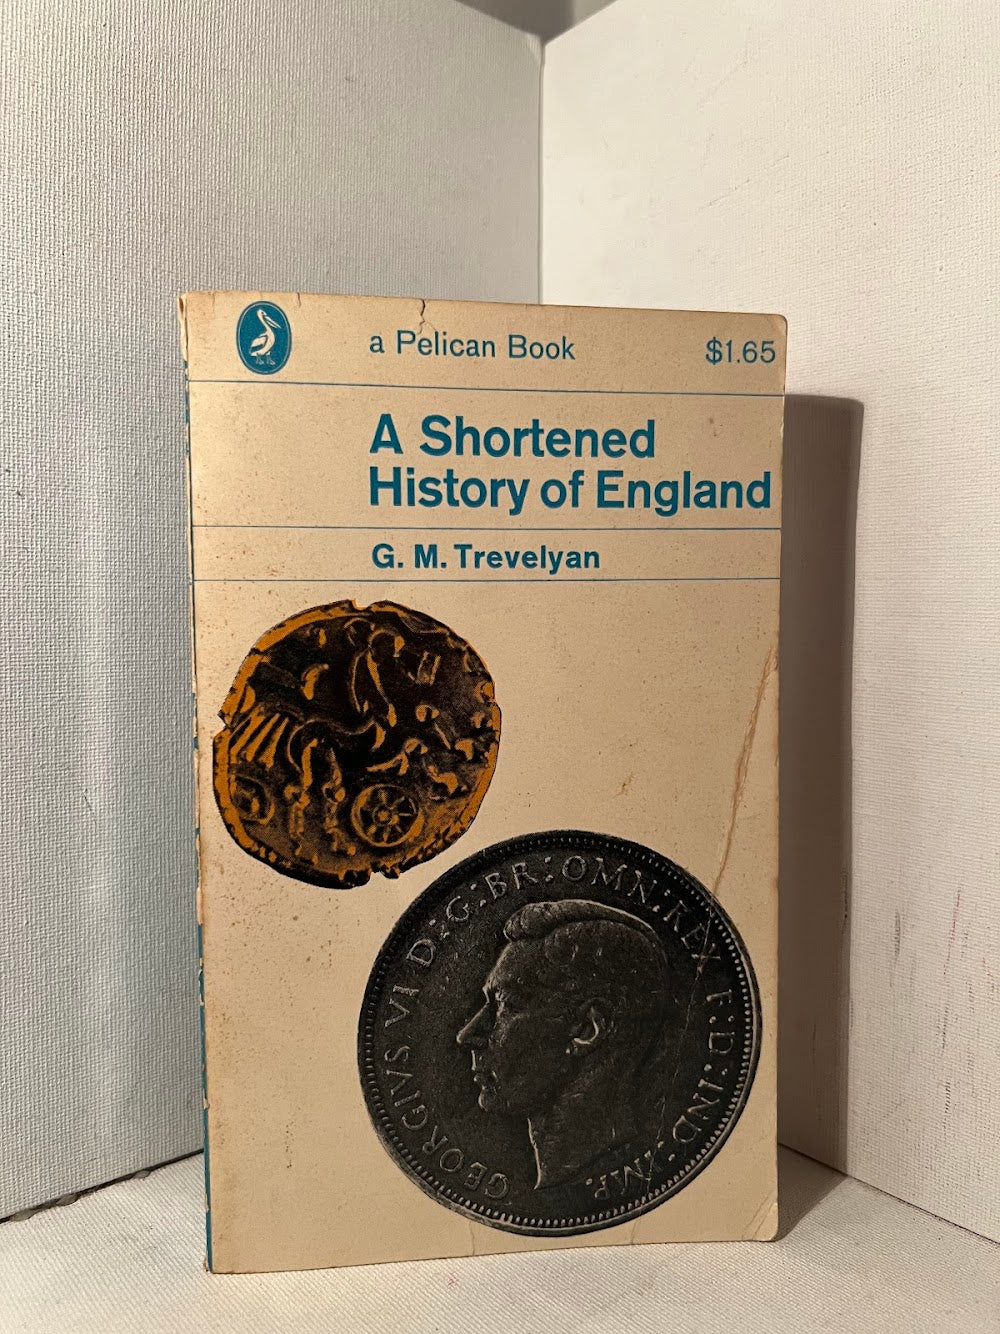 a Pelican Book
$1.65
A Shortened
History of England
G. M. Trevelyan
GEORGIVS VI D:G:BR:OMN:REX F:D:IND:IMP.